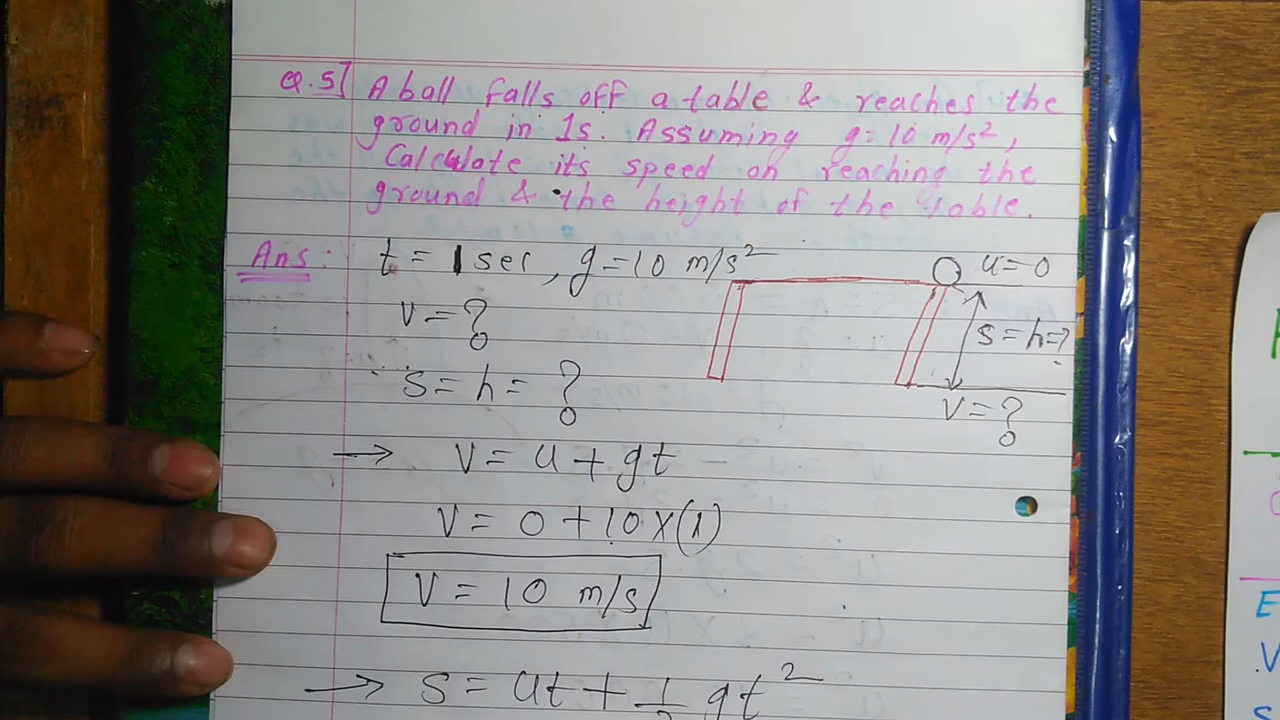 eg. 5] A ball falls off a table & reaches the
ground in 1s. Assuming g = 10 m/s²,
Calculate its speed on reaching the
ground & the height of the table.
Ans: t = 1 sec, g = 10 m/s²
u = 0
v = ?
s = h = ?
s = h = ?
v = ?
→ v = u + gt
v = 0 + 10 × (1)
v = 10 m/s
→ s = ut + 1/2 gt²
E
V